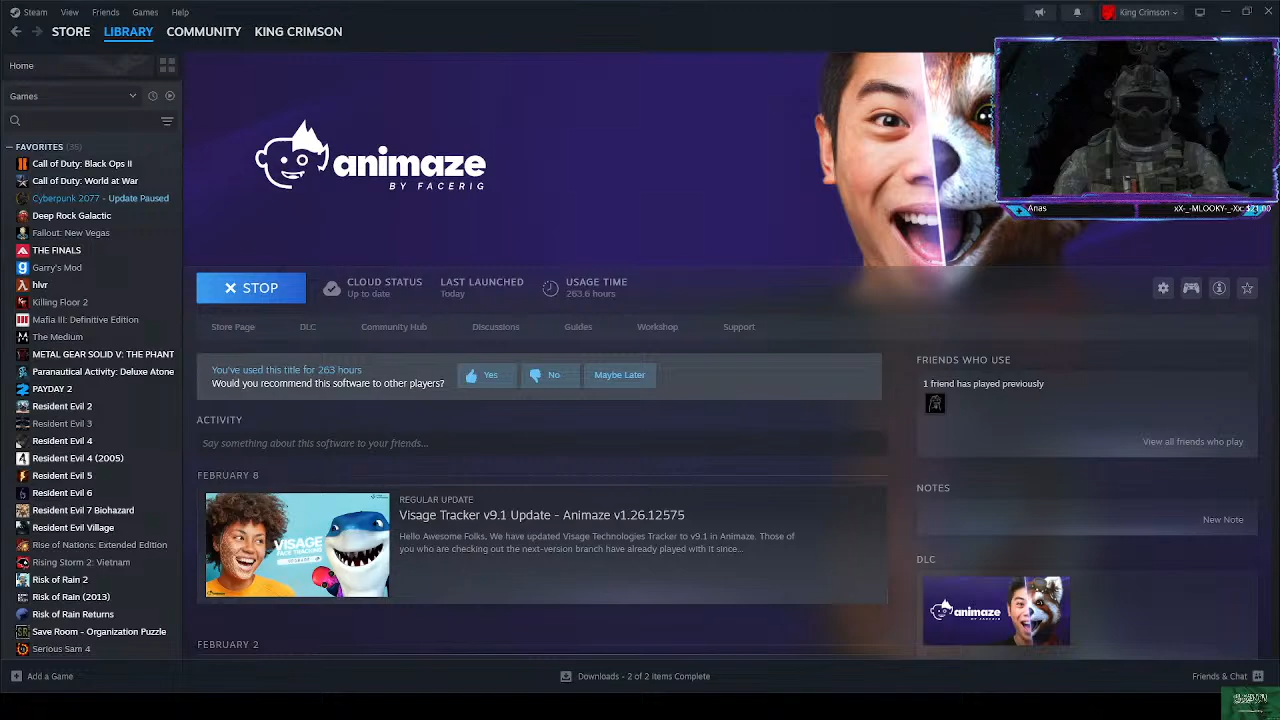 Steam View Friends Games Help
King Crimson
STORE LIBRARY COMMUNITY KING CRIMSON
Home
Games
FAVORITES (35)
Call of Duty: Black Ops II
Call of Duty: World at War
Cyberpunk 2077 - Update Paused
Deep Rock Galactic
Fallout: New Vegas
THE FINALS
Garry's Mod
hlvr
Killing Floor 2
Mafia III: Definitive Edition
The Medium
METAL GEAR SOLID V: THE PHANT
Paranautical Activity: Deluxe Atone
PAYDAY 2
Resident Evil 2
Resident Evil 3
Resident Evil 4
Resident Evil 4 (2005)
Resident Evil 5
Resident Evil 6
Resident Evil 7 Biohazard
Resident Evil Village
Rise of Nations: Extended Edition
Rising Storm 2: Vietnam
Risk of Rain 2
Risk of Rain (2013)
Risk of Rain Returns
Save Room - Organization Puzzle
Serious Sam 4
Add a Game
animaze
BY FACERIG
Anas xX-_-MLOOKY-_-Xx: $21.00
STOP
CLOUD STATUS
Up to date
LAST LAUNCHED
Today
USAGE TIME
263.6 hours
Store Page DLC Community Hub Discussions Guides Workshop Support
You've used this title for 263 hours
Would you recommend this software to other players?
Yes No Maybe Later
ACTIVITY
Say something about this software to your friends...
FEBRUARY 8
VISAGE
REGULAR UPDATE
Visage Tracker v9.1 Update - Animaze v1.26.12575
Hello Awesome Folks, We have updated Visage Technologies Tracker to v9.1 in Animaze. Those of
you who are checking out the next-version branch have already played with it since...
FEBRUARY 2
FRIENDS WHO USE
1 friend has played previously
View all friends who play
NOTES
New Note
DLC
animaze
Downloads - 2 of 2 Items Complete
Friends & Chat